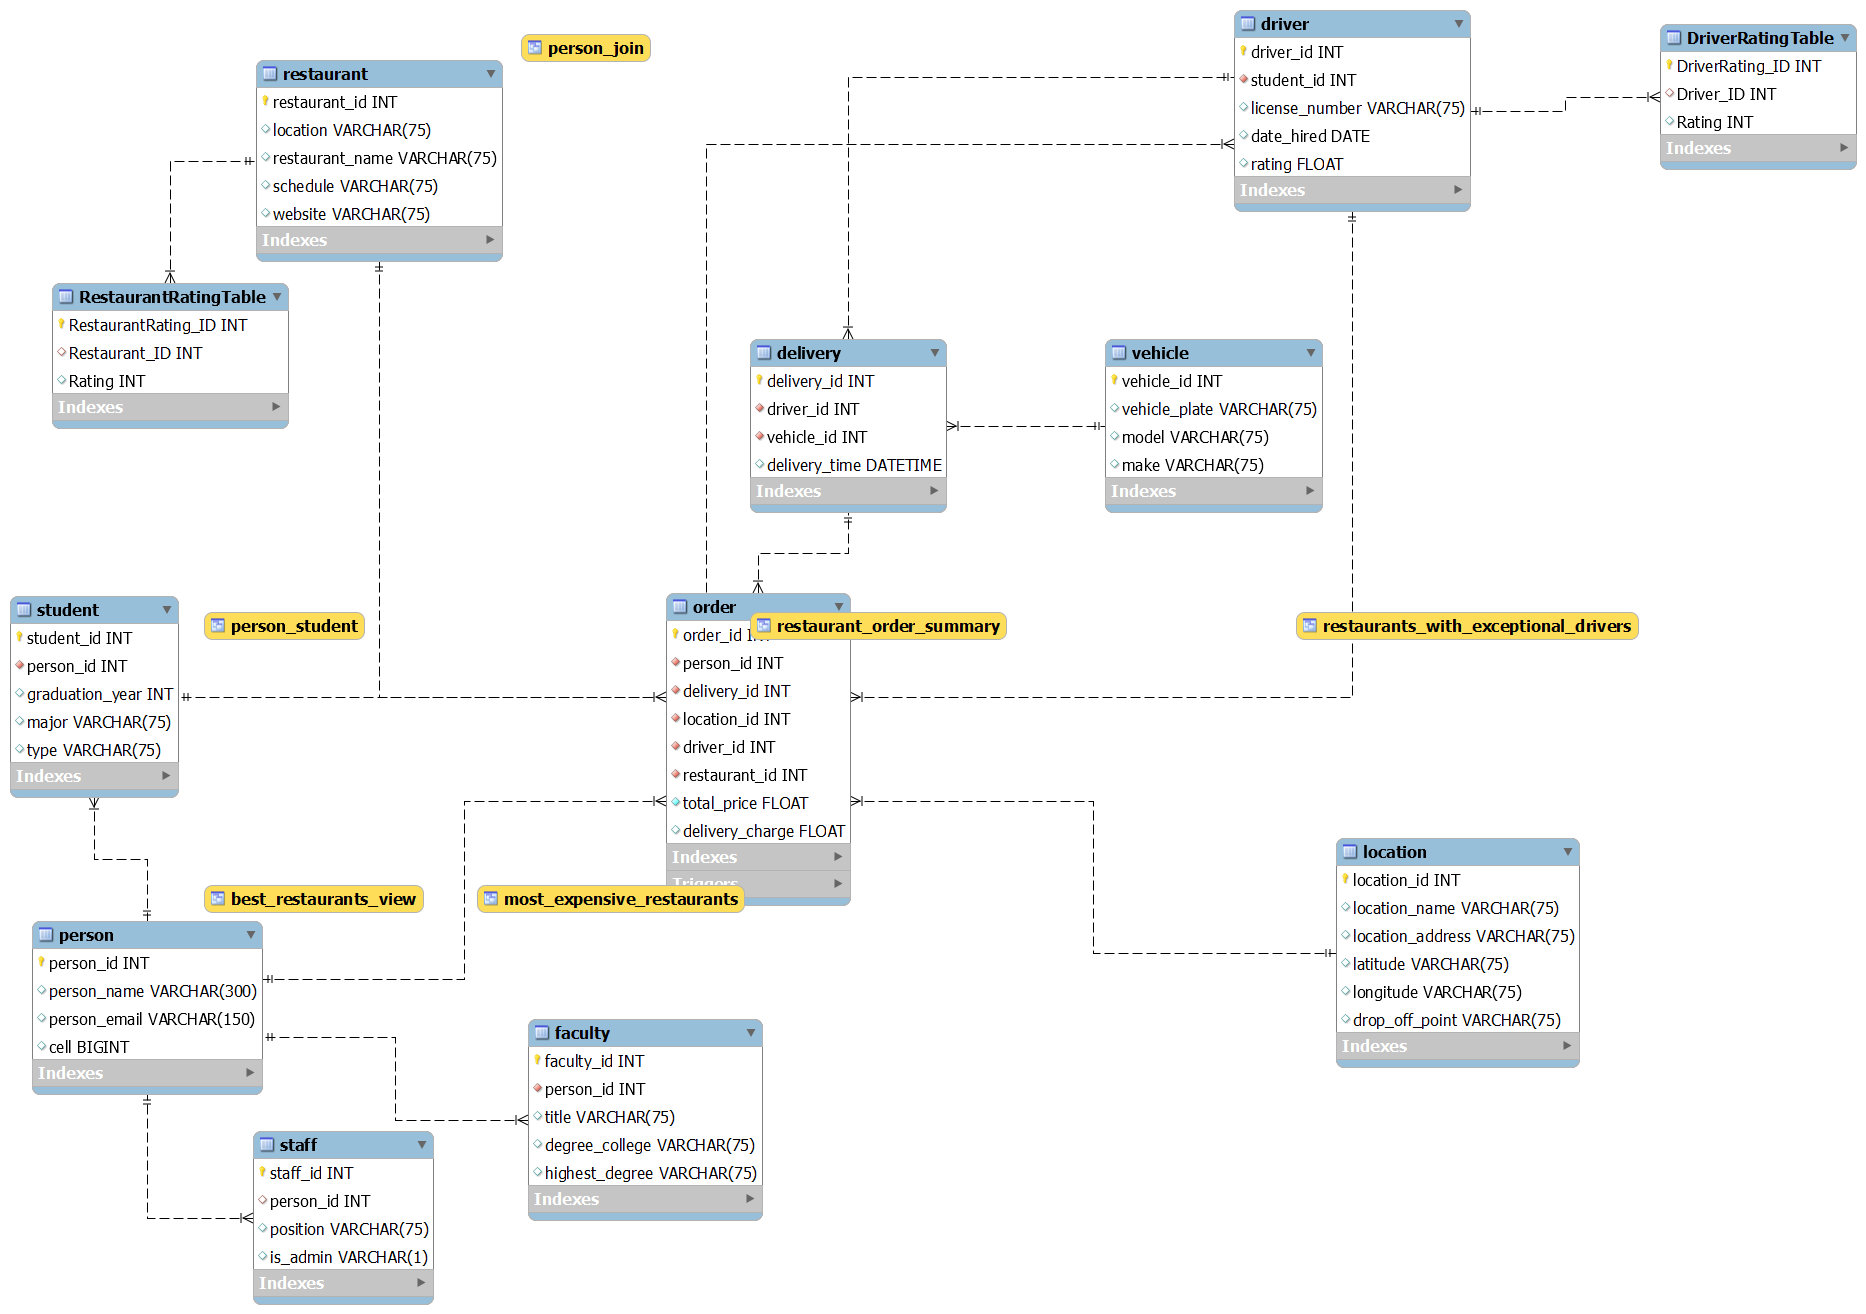 person_join
restaurant
restaurant_id INT
location VARCHAR(75)
restaurant_name VARCHAR(75)
schedule VARCHAR(75)
website VARCHAR(75)
Indexes
driver
driver_id INT
student_id INT
license_number VARCHAR(75)
date_hired DATE
rating FLOAT
Indexes
DriverRatingTable
DriverRating_ID INT
Driver_ID INT
Rating INT
Indexes
RestaurantRatingTable
RestaurantRating_ID INT
Restaurant_ID INT
Rating INT
Indexes
delivery
delivery_id INT
driver_id INT
vehicle_id INT
delivery_time DATETIME
Indexes
vehicle
vehicle_id INT
vehicle_plate VARCHAR(75)
model VARCHAR(75)
make VARCHAR(75)
Indexes
student
student_id INT
person_id INT
graduation_year INT
major VARCHAR(75)
type VARCHAR(75)
Indexes
person_student
order
order_id INT
person_id INT
delivery_id INT
location_id INT
driver_id INT
restaurant_id INT
total_price FLOAT
delivery_charge FLOAT
Indexes
Triggers
restaurant_order_summary
restaurants_with_exceptional_drivers
best_restaurants_view
most_expensive_restaurants
location
location_id INT
location_name VARCHAR(75)
location_address VARCHAR(75)
latitude VARCHAR(75)
longitude VARCHAR(75)
drop_off_point VARCHAR(75)
Indexes
person
person_id INT
person_name VARCHAR(300)
person_email VARCHAR(150)
cell BIGINT
Indexes
faculty
faculty_id INT
person_id INT
title VARCHAR(75)
degree_college VARCHAR(75)
highest_degree VARCHAR(75)
Indexes
staff
staff_id INT
person_id INT
position VARCHAR(75)
is_admin VARCHAR(1)
Indexes